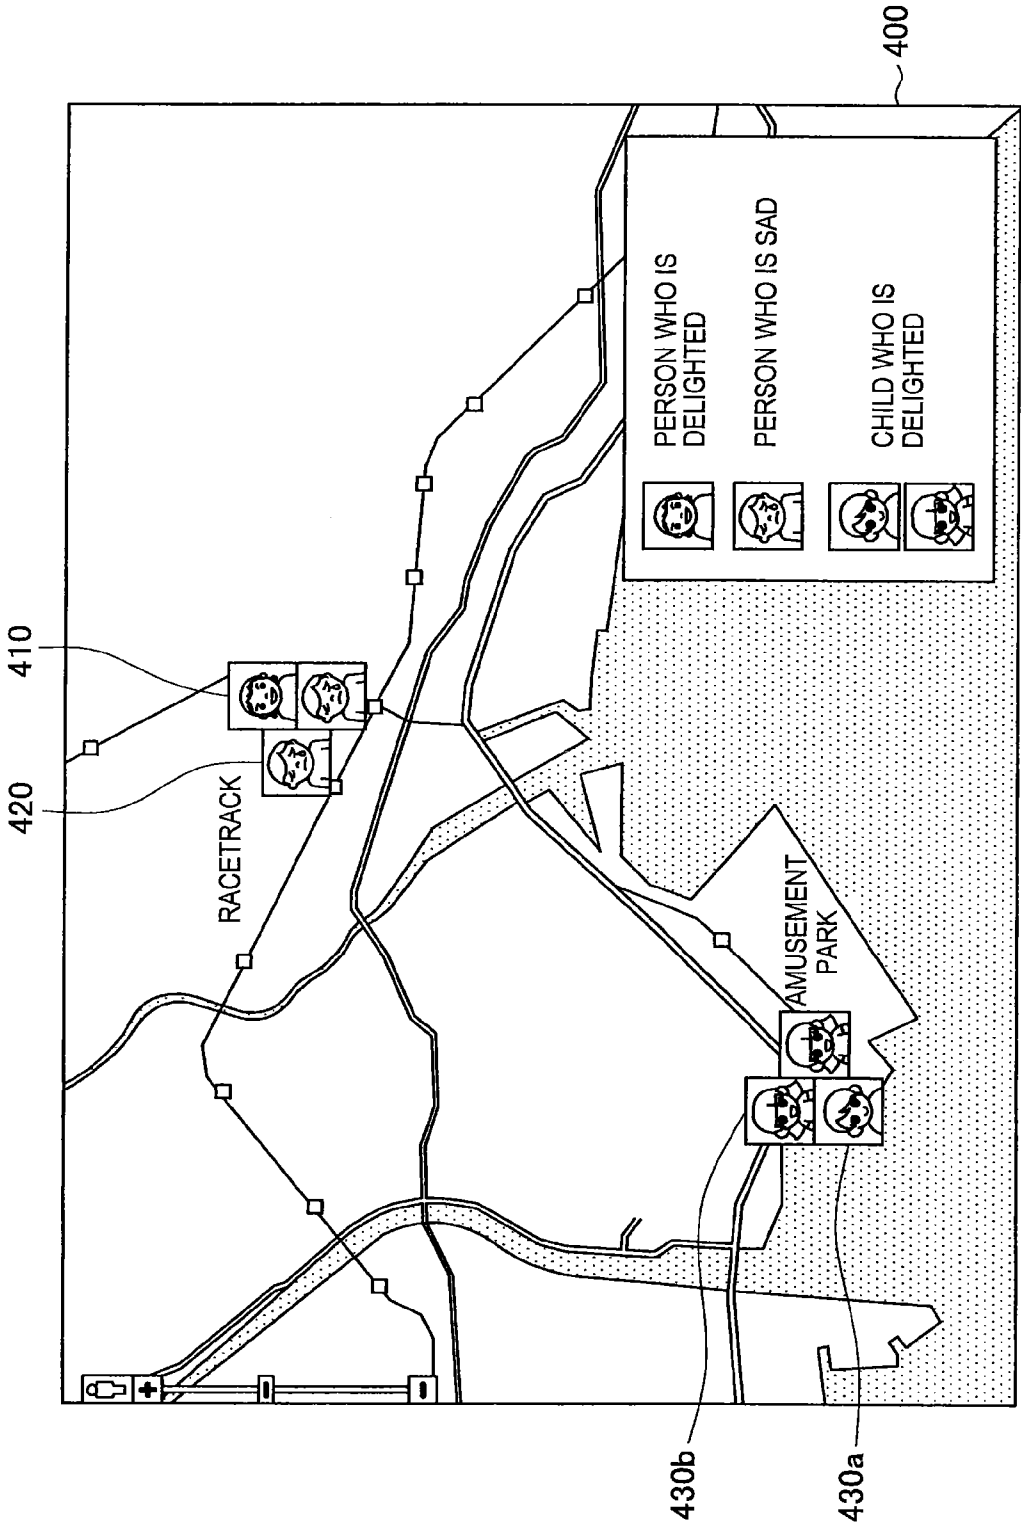 410
420
RACETRACK
AMUSEMENT
PARK
PERSON WHO IS
DELIGHTED
PERSON WHO IS SAD
CHILD WHO IS
DELIGHTED
+
−
−
430b
430a
400